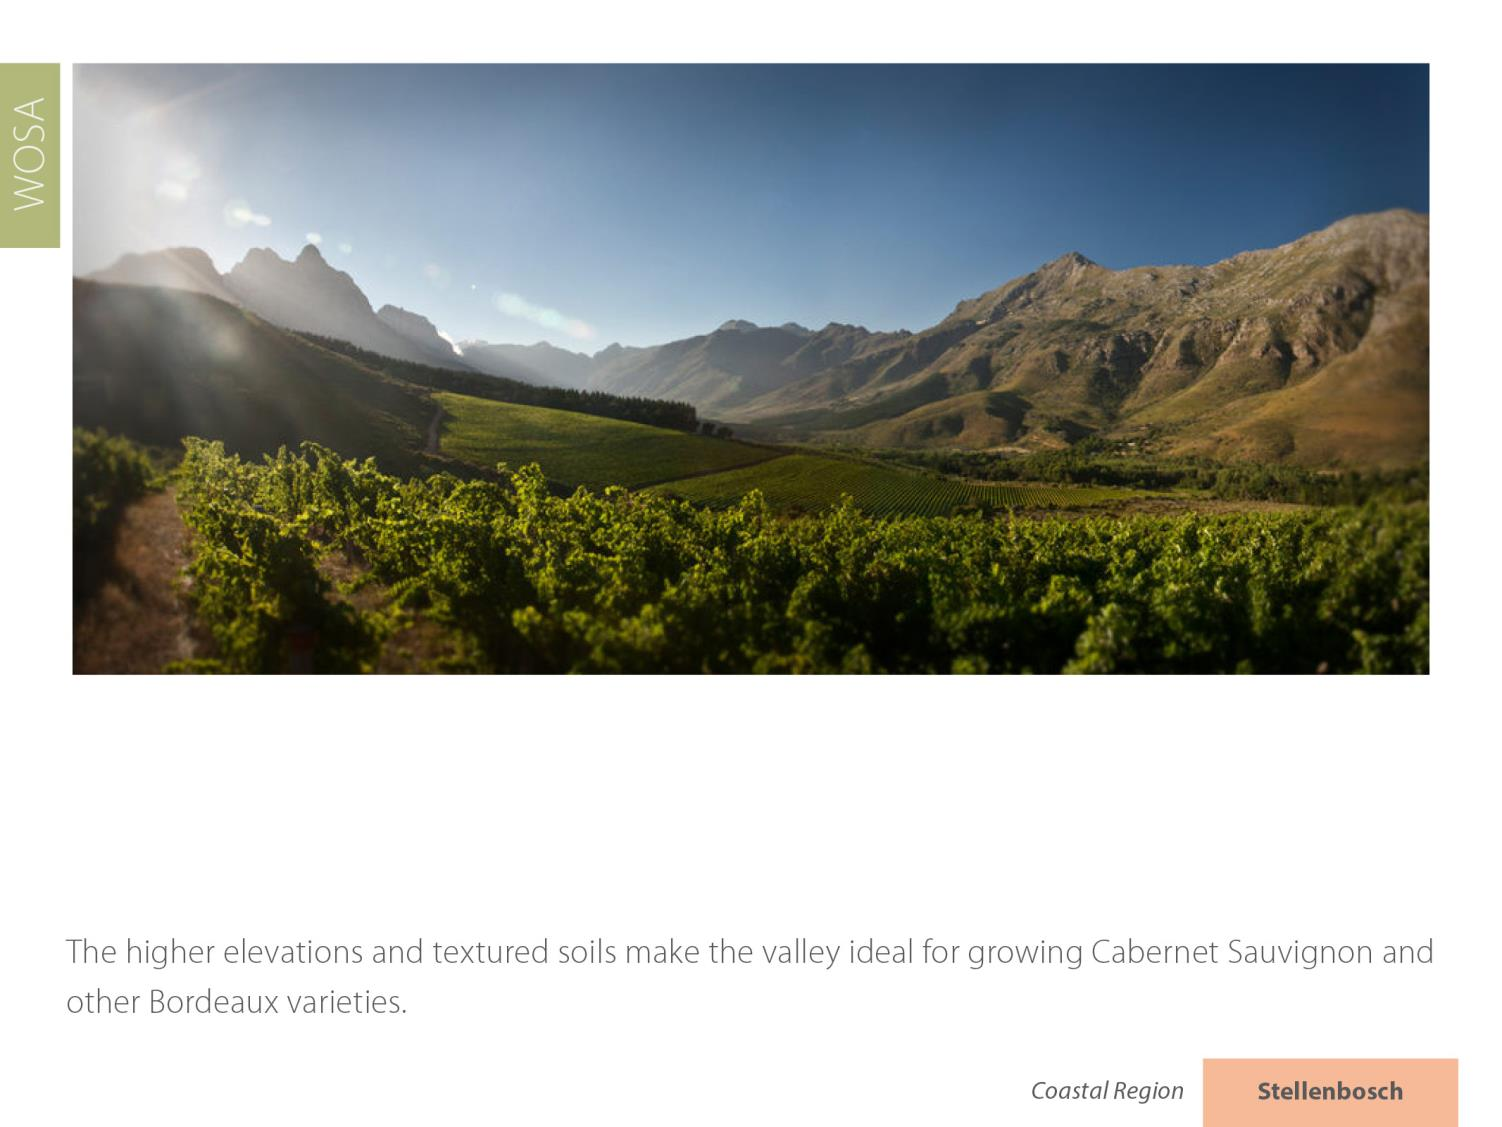 WOSA
The higher elevations and textured soils make the valley ideal for growing Cabernet Sauvignon and
other Bordeaux varieties.
Coastal Region
Stellenbosch